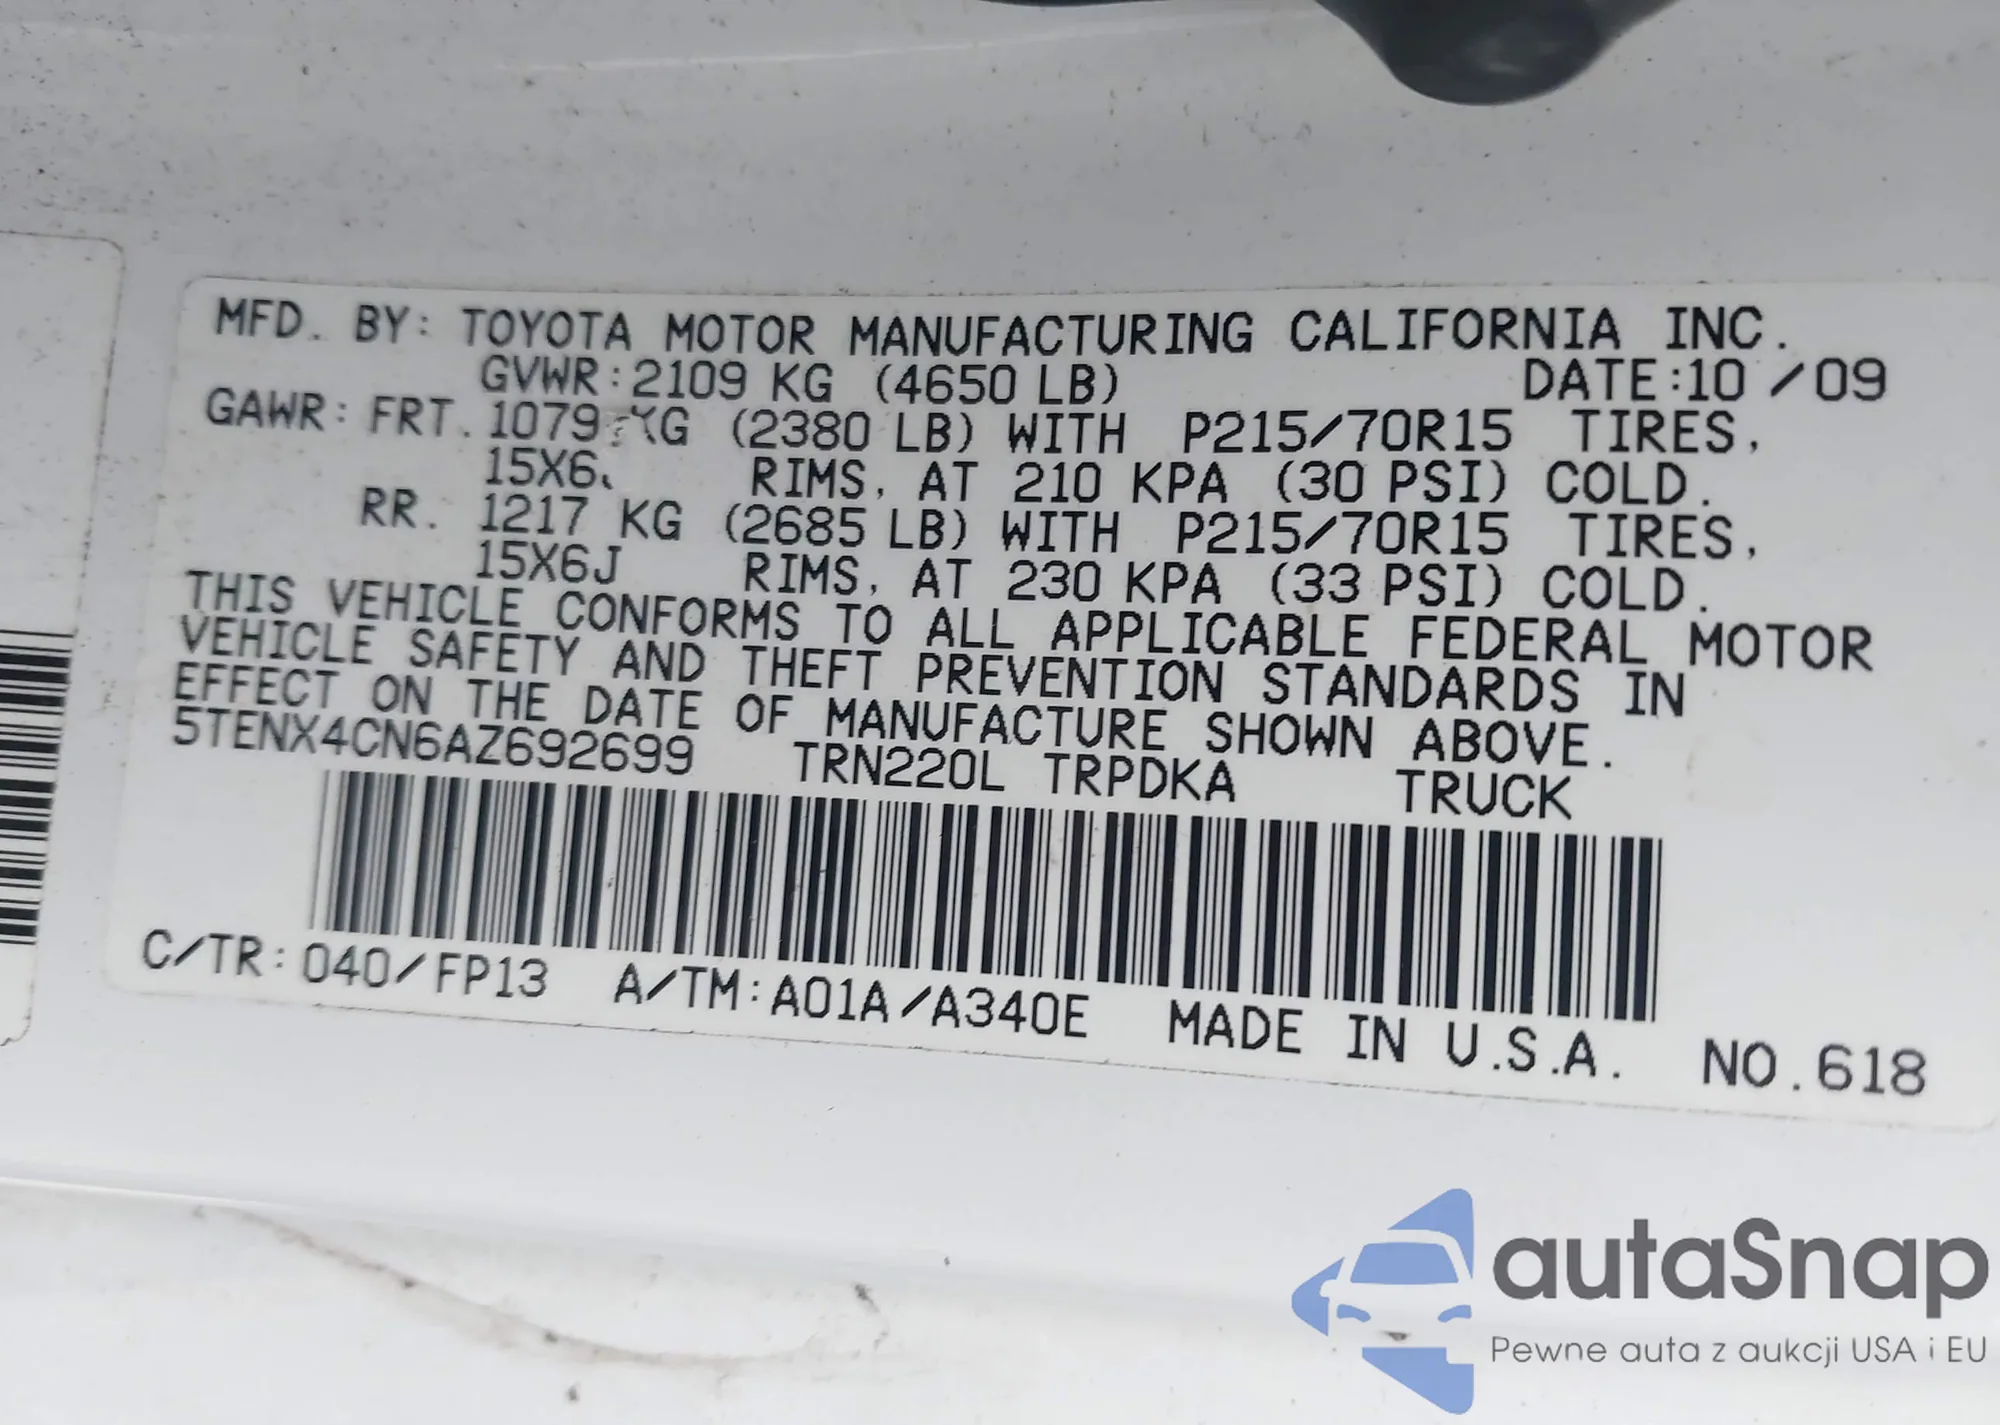 MFD. BY: TOYOTA MOTOR MANUFACTURING CALIFORNIA INC.
GVWR: 2109 KG (4650 LB) DATE:10 /09
GAWR: FRT. 1079 KG (2380 LB) WITH P215/70R15 TIRES,
15X6 RIMS, AT 210 KPA (30 PSI) COLD.
RR. 1217 KG (2685 LB) WITH P215/70R15 TIRES,
15X6J RIMS, AT 230 KPA (33 PSI) COLD.
THIS VEHICLE CONFORMS TO ALL APPLICABLE FEDERAL MOTOR
VEHICLE SAFETY AND THEFT PREVENTION STANDARDS IN
EFFECT ON THE DATE OF MANUFACTURE SHOWN ABOVE.
5TENX4CN6AZ692699 TRN220L TRPDKA TRUCK
C/TR: 040/FP13 A/TM: A01A/A340E MADE IN U.S.A. NO.618
autaSnap
Pewne auta z aukcji USA i EU